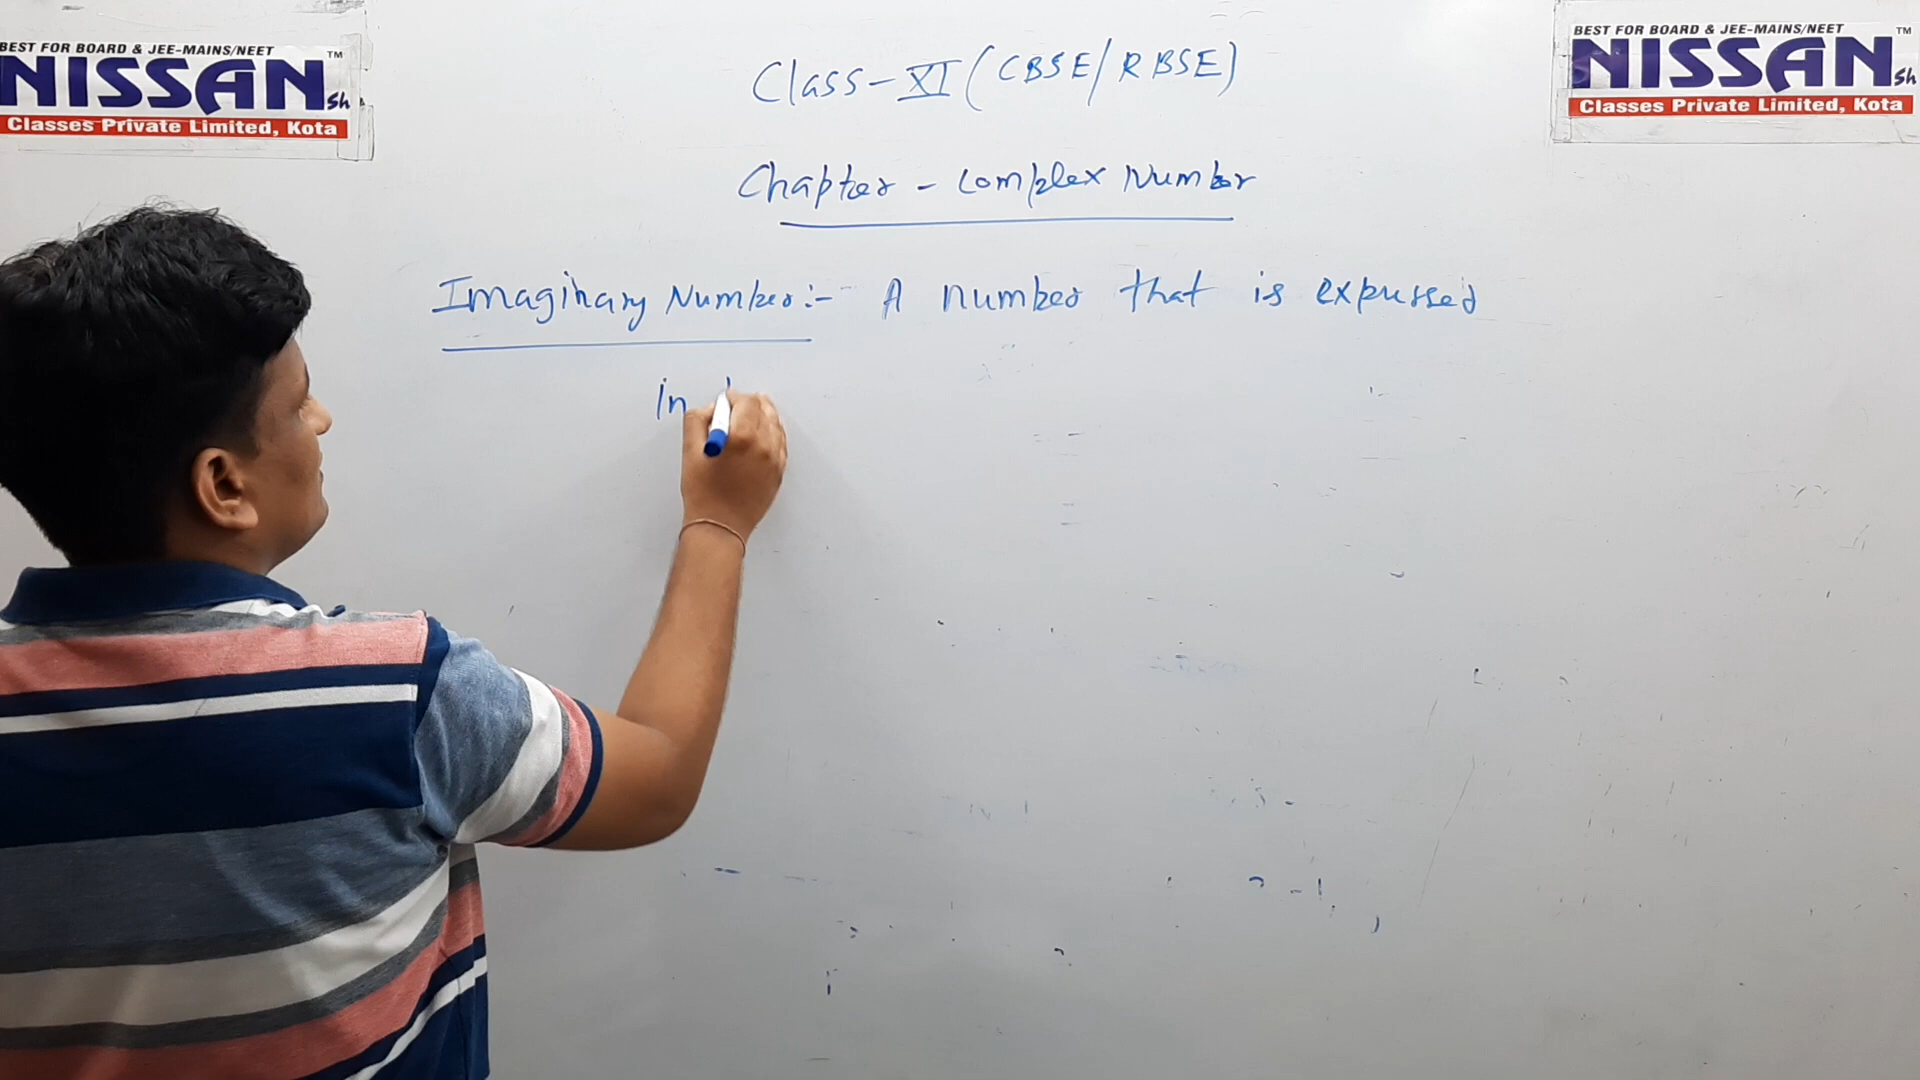 BEST FOR BOARD & JEE-MAINS/NEET
NISSAN Sh TM
Classes Private Limited, Kota
BEST FOR BOARD & JEE-MAINS/NEET
NISSAN Sh TM
Classes Private Limited, Kota
Class-XI (CBSE/RBSE)
Chapter - Complex Number
Imaginary Number:- A number that is expressed
in